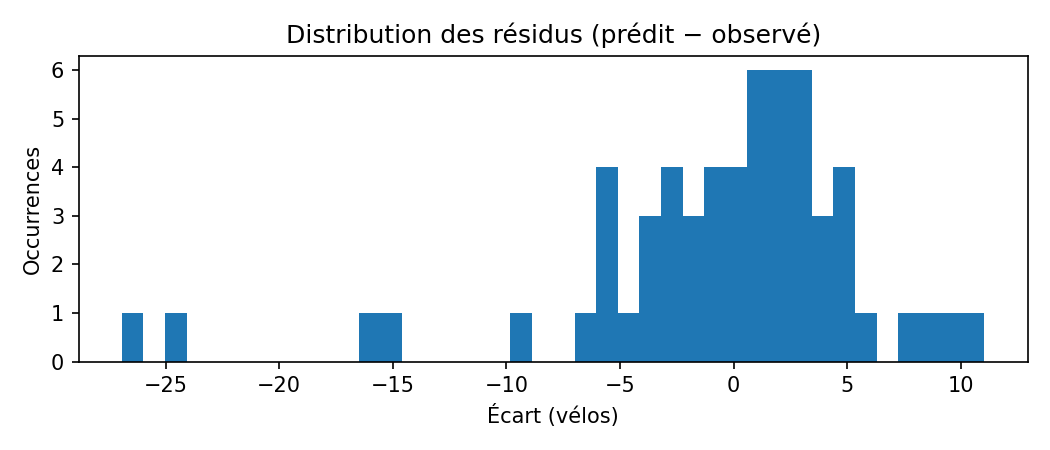 Distribution des résidus (prédit − observé)
6
5
4
3
2
1
0
Occurrences
−25 −20 −15 −10 −5 0 5 10
Écart (vélos)